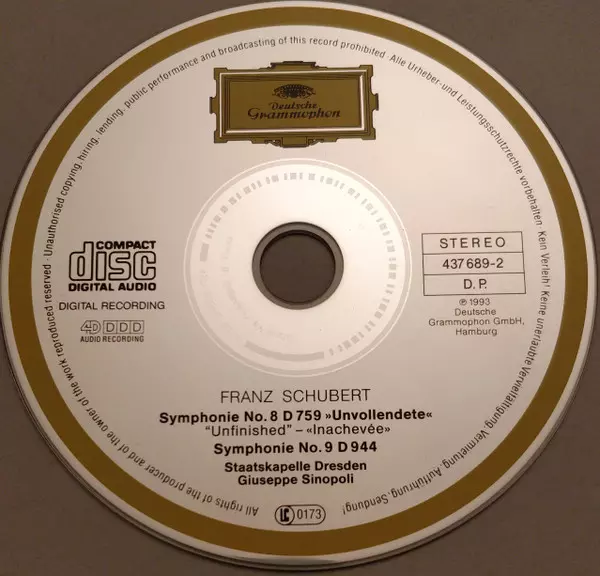 All rights of the producer and of the owner of the work reproduced reserved · Unauthorised copying, hiring, lending, public performance and broadcasting of this record prohibited · Alle Urheber- und Leistungsschutzrechte vorbehalten · Kein Verleih! Keine unerlaubte Vervielfältigung, Vermietung, Aufführung, Sendung!
Deutsche
Grammophon
COMPACT
disc
DIGITAL AUDIO
DIGITAL RECORDING
4D DDD
AUDIO RECORDING
STEREO
437 689-2
D. P.
℗ 1993
Deutsche
Grammophon GmbH,
Hamburg
FRANZ SCHUBERT
Symphonie No. 8 D 759 »Unvollendete«
"Unfinished" – «Inachevée»
Symphonie No. 9 D 944
Staatskapelle Dresden
Giuseppe Sinopoli
LC 0173